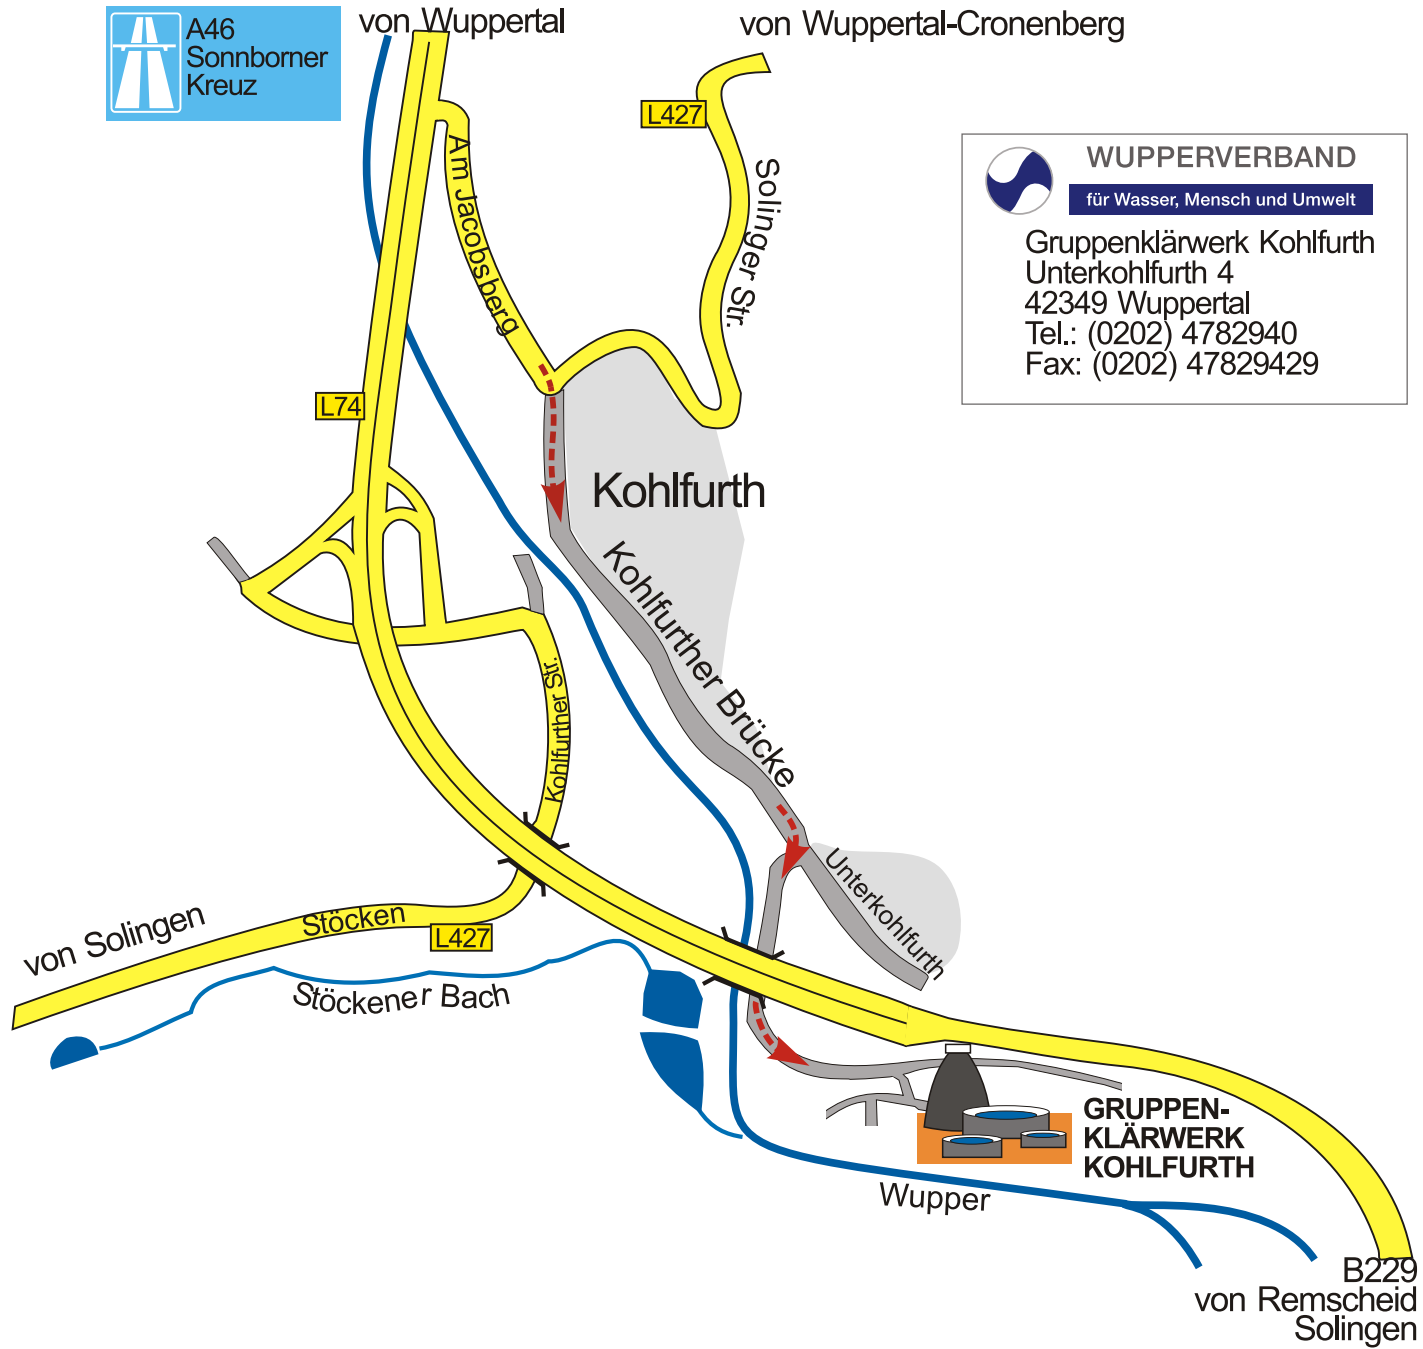 A46
Sonnborner
Kreuz
von Wuppertal
von Wuppertal-Cronenberg
L427
Am Jacobsberg
Solinger Str.
WUPPERVERBAND
für Wasser, Mensch und Umwelt
Gruppenklärwerk Kohlfurth
Unterkohlfurth 4
42349 Wuppertal
Tel.: (0202) 4782940
Fax: (0202) 47829429
L74
Kohlfurth
Kohlfurther Brücke
Kohlfurther Str.
Unterkohlfurth
von Solingen
Stöcken
L427
Stöckener Bach
GRUPPEN-
KLÄRWERK
KOHLFURTH
Wupper
B229
von Remscheid
Solingen